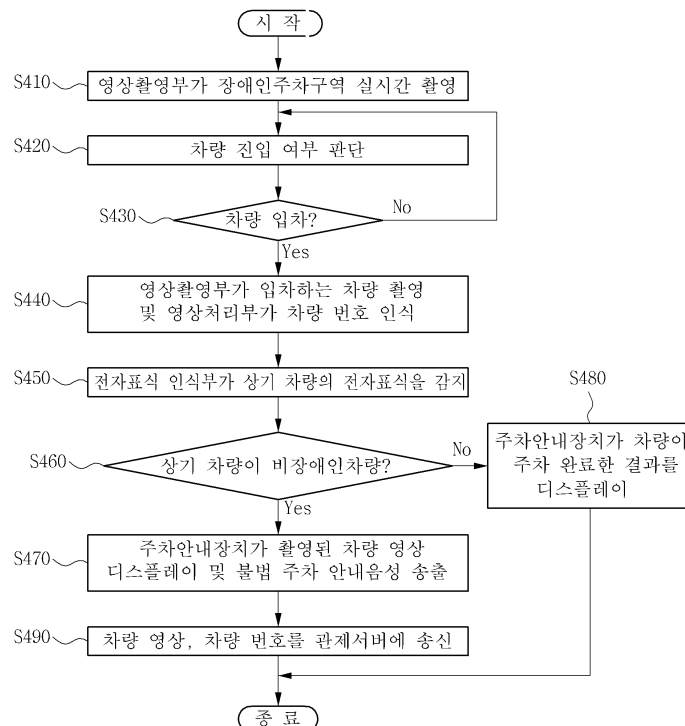 시 작
S410
영상촬영부가 장애인주차구역 실시간 촬영
S420
차량 진입 여부 판단
S430
차량 입차?
No
Yes
S440
영상촬영부가 입차하는 차량 촬영
및 영상처리부가 차량 번호 인식
S450
전자표식 인식부가 상기 차량의 전자표식을 감지
S460
상기 차량이 비장애인차량?
No
Yes
S480
주차안내장치가 차량이
주차 완료한 결과를
디스플레이
S470
주차안내장치가 촬영된 차량 영상
디스플레이 및 불법 주차 안내음성 송출
S490
차량 영상, 차량 번호를 관제서버에 송신
종 료